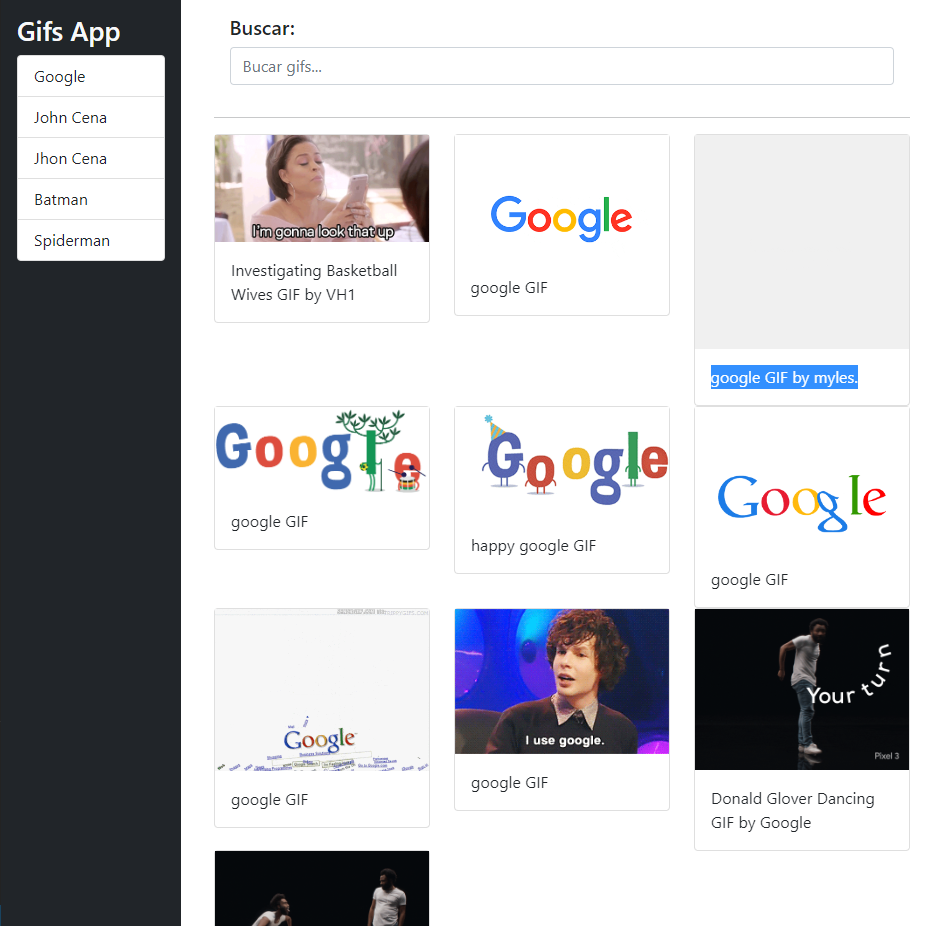 Gifs App
Google
John Cena
Jhon Cena
Batman
Spiderman
Buscar:
Bucar gifs...
I'm gonna look that up
Investigating Basketball
Wives GIF by VH1
Google
google GIF
google GIF by myles.
Google
google GIF
Google
happy google GIF
Google
google GIF
Google
google GIF
I use google.
google GIF
Your turn
Pixel 3
Donald Glover Dancing
GIF by Google